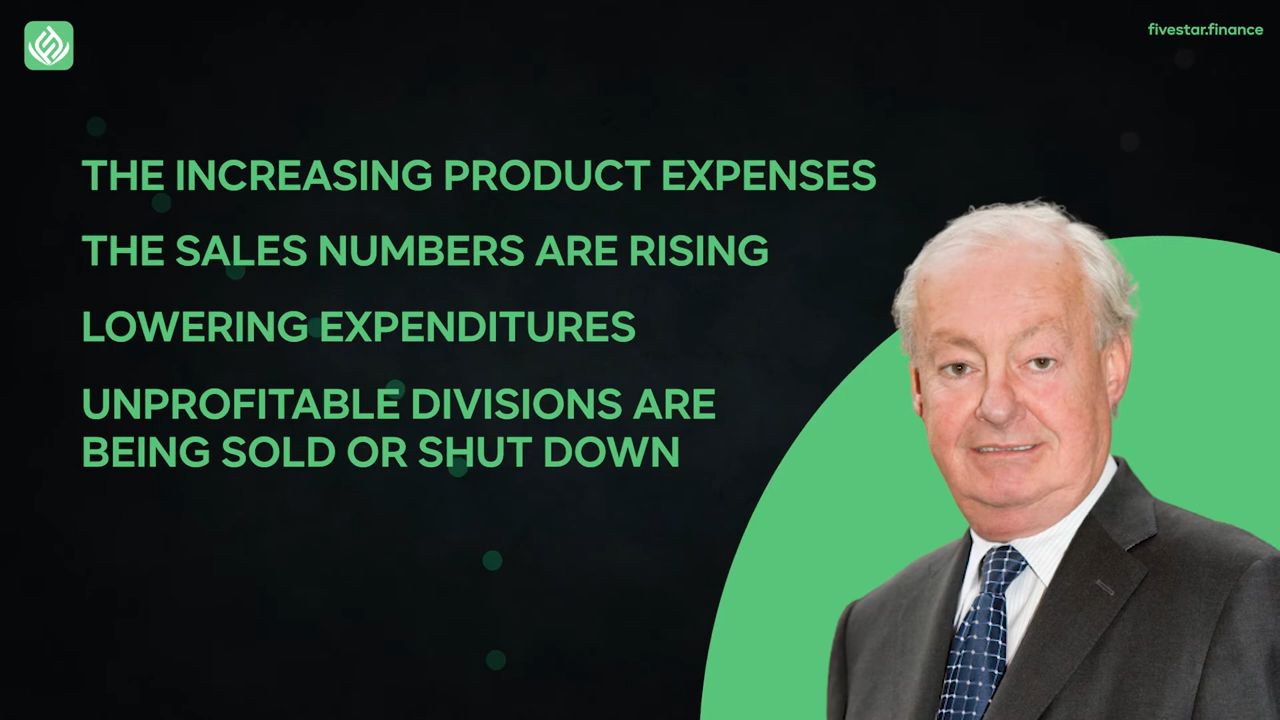 fivestar.finance
THE INCREASING PRODUCT EXPENSES
THE SALES NUMBERS ARE RISING
LOWERING EXPENDITURES
UNPROFITABLE DIVISIONS ARE
BEING SOLD OR SHUT DOWN